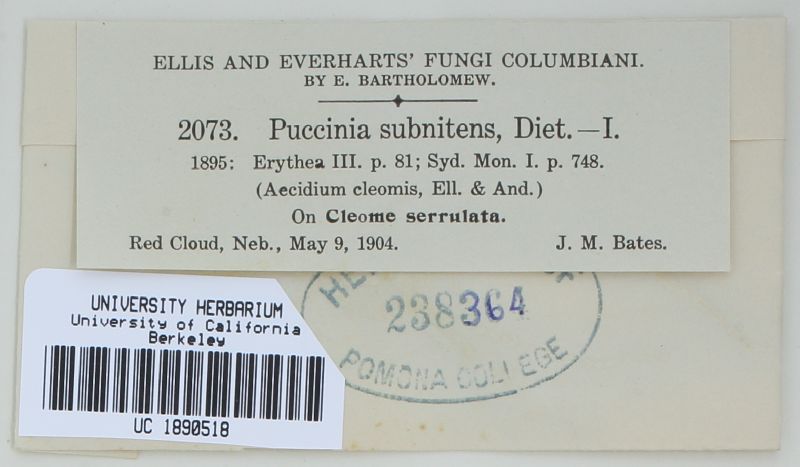 ELLIS AND EVERHARTS' FUNGI COLUMBIANI.
BY E. BARTHOLOMEW.
2073. Puccinia subnitens, Diet.—I.
1895: Erythea III. p. 81; Syd. Mon. I. p. 748.
(Aecidium cleomis, Ell. & And.)
On Cleome serrulata.
Red Cloud, Neb., May 9, 1904. J. M. Bates.
238364
POMONA COLLEGE
UNIVERSITY HERBARIUM
University of California
Berkeley
UC 1890518